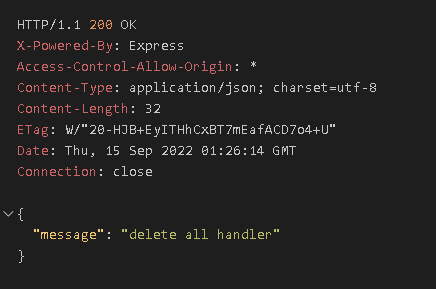 HTTP/1.1 200 OK
X-Powered-By: Express
Access-Control-Allow-Origin: *
Content-Type: application/json; charset=utf-8
Content-Length: 32
ETag: W/"20-HJB+EyITHhCxBT7mEafACD7o4+U"
Date: Thu, 15 Sep 2022 01:26:14 GMT
Connection: close
{
"message": "delete all handler"
}